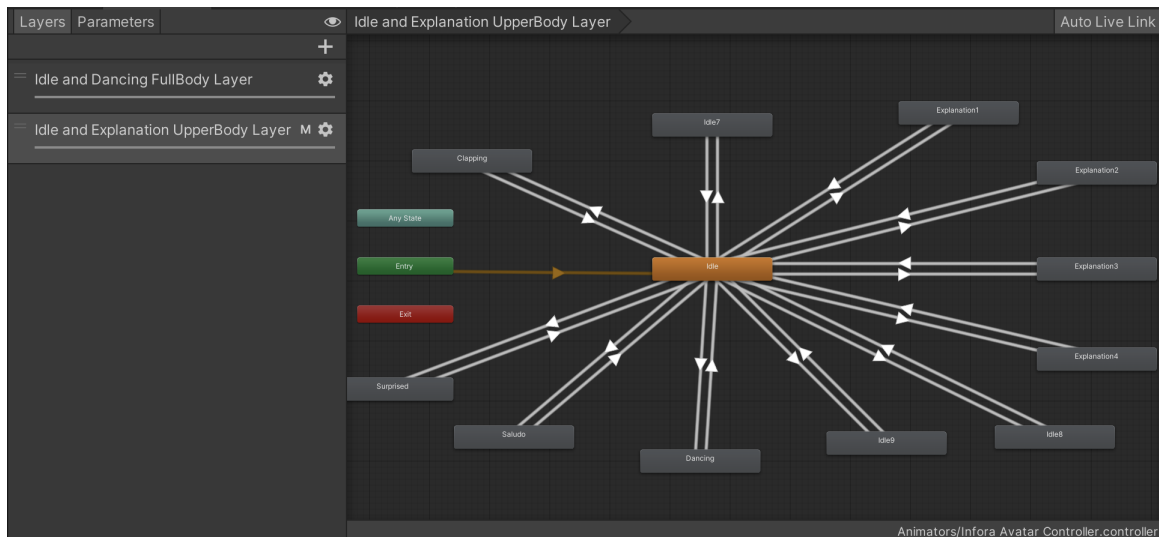 Layers Parameters
Idle and Explanation UpperBody Layer
Auto Live Link
Idle and Dancing FullBody Layer
Idle and Explanation UpperBody Layer M
Explanation1
Idle7
Clapping
Explanation2
Any State
Entry
Idle
Explanation3
Exit
Explanation4
Surprised
Saludo
Idle9
Idle8
Dancing
Animators/Infora Avatar Controller.controller